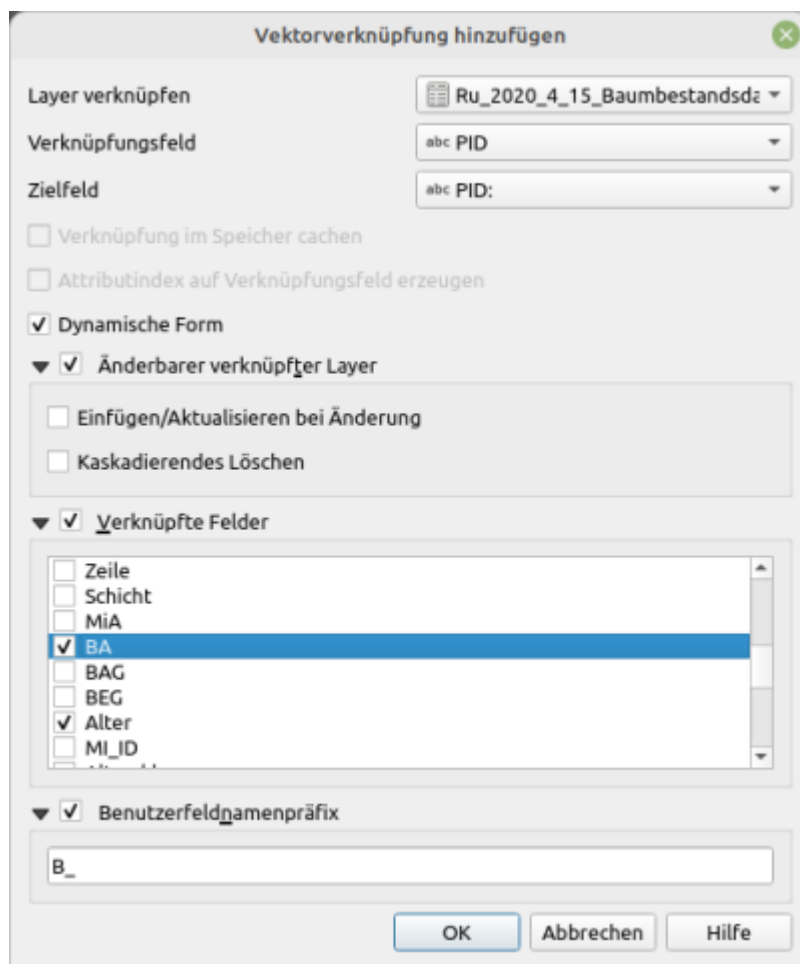 Vektorverknüpfung hinzufügen
Layer verknüpfen Ru_2020_4_15_Baumbestandsda
Verknüpfungsfeld abc PID
Zielfeld abc PID:
Verknüpfung im Speicher cachen
Attributindex auf Verknüpfungsfeld erzeugen
Dynamische Form
Änderbarer verknüpfter Layer
Einfügen/Aktualisieren bei Änderung
Kaskadierendes Löschen
Verknüpfte Felder
Zeile
Schicht
MiA
BA
BAG
BEG
Alter
MI_ID
Benutzerfeldnamenpräfix
B_
OK Abbrechen Hilfe